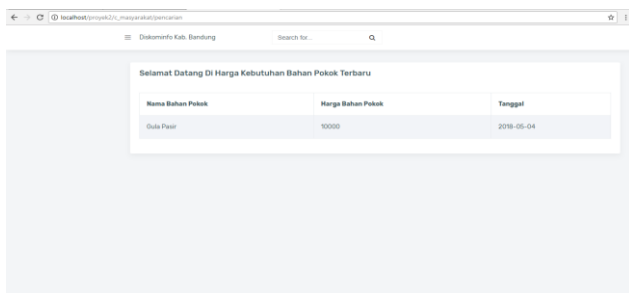 localhost/proyek2/c_masyarakat/pencarian
Diskominfo Kab. Bandung Search for...
Selamat Datang Di Harga Kebutuhan Bahan Pokok Terbaru
Nama Bahan Pokok Harga Bahan Pokok Tanggal
Gula Pasir 10000 2018-05-04